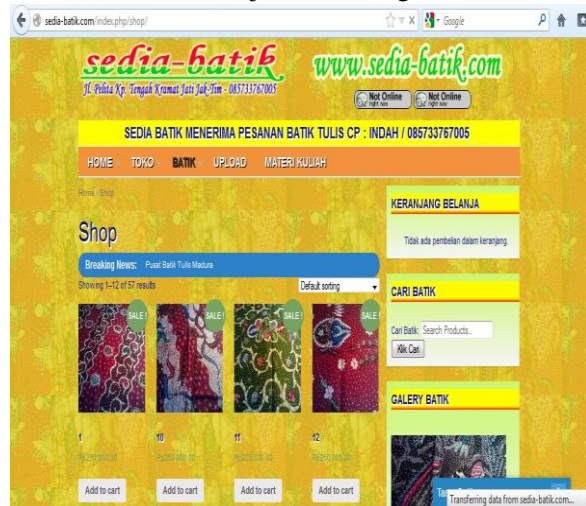 sedia-batik.com/index.php/shop/
Google
sedia-batik
www.sedia-batik.com
Jl. Pelita Kp. Tengah Kramat Jati Jak-Tim - 085733767005
Not Online
right now
Not Online
right now
SEDIA BATIK MENERIMA PESANAN BATIK TULIS CP : INDAH / 085733767005
HOME TOKO BATIK UPLOAD MATERI KULIAH
Home / Shop
Shop
Breaking News: Pusat Batik Tulis Madura
Showing 1–12 of 57 results
Default sorting
SALE!
SALE!
SALE!
SALE!
1
10
11
12
Add to cart
Add to cart
Add to cart
Add to cart
KERANJANG BELANJA
Tidak ada pembelian dalam keranjang.
CARI BATIK
Cari Batik: Search Products...
Klik Cari
GALERY BATIK
Transferring data from sedia-batik.com...